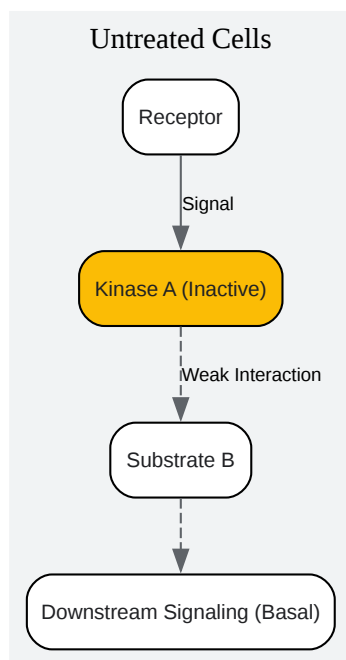 Untreated Cells
Receptor
Signal
Kinase A (Inactive)
Weak Interaction
Substrate B
Downstream Signaling (Basal)